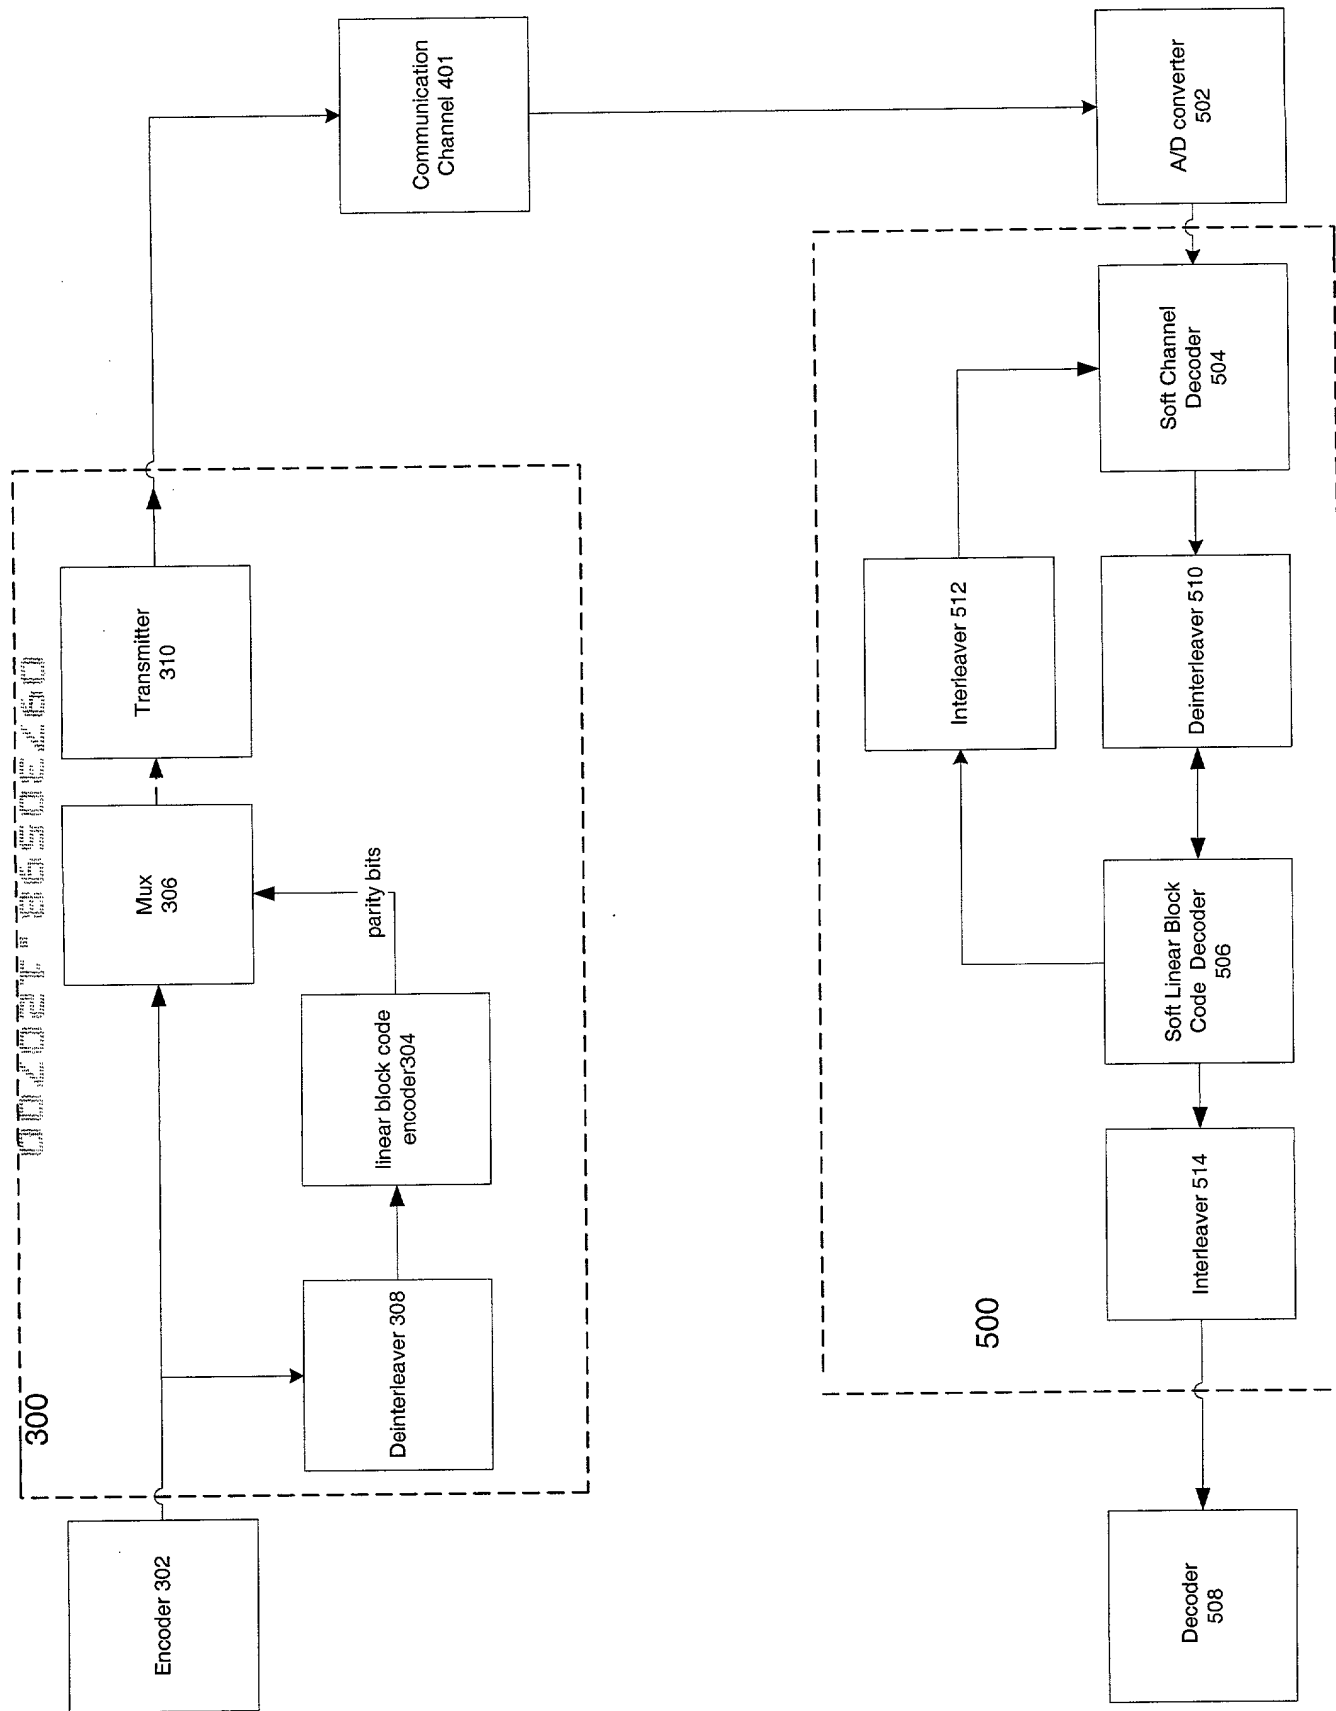 300
Encoder 302
Deinterleaver 308
linear block code
encoder304
parity bits
Mux
306
Transmitter
310
Communication
Channel 401
500
Decoder
508
Interleaver 514
Soft Linear Block
Code Decoder
506
Interleaver 512
Deinterleaver 510
Soft Channel
Decoder
504
A/D converter
502